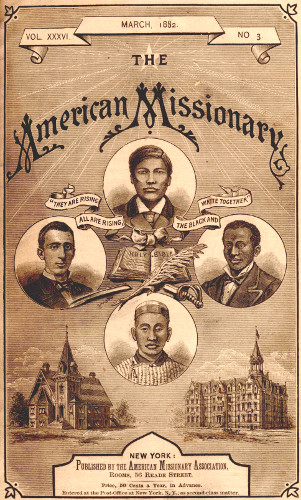 MARCH, 1882.
VOL. XXXVI.
NO 3
THE
American Missionary
"THEY ARE RISING
ALL ARE RISING,
THE BLACK AND
WHITE TOGETHER"
HOLY BIBLE
NEW YORK:
PUBLISHED BY THE AMERICAN MISSIONARY ASSOCIATION,
ROOMS, 56 READE STREET.
Price, 50 Cents a Year, in Advance.
Entered at the Post Office at New York, N.Y., as second-class matter.